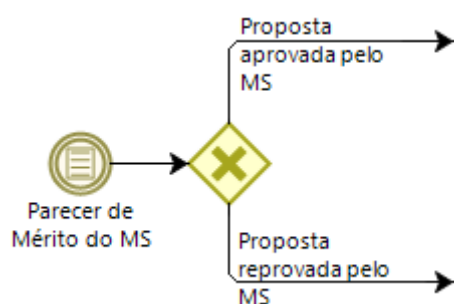 Proposta
aprovada pelo
MS
Parecer de
Mérito do MS
Proposta
reprovada pelo
MS